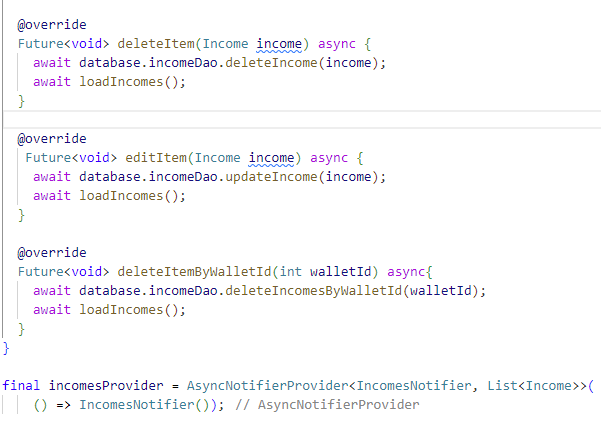 @override
Future<void> deleteItem(Income income) async {
await database.incomeDao.deleteIncome(income);
await loadIncomes();
}
@override
Future<void> editItem(Income income) async {
await database.incomeDao.updateIncome(income);
await loadIncomes();
}
@override
Future<void> deleteItemByWalletId(int walletId) async{
await database.incomeDao.deleteIncomesByWalletId(walletId);
await loadIncomes();
}
}
final incomesProvider = AsyncNotifierProvider<IncomesNotifier, List<Income>>(
() => IncomesNotifier()); // AsyncNotifierProvider